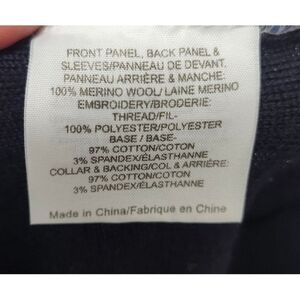 FRONT PANEL, BACK PANEL &
SLEEVES/PANNEAU DE DEVANT,
PANNEAU ARRIÈRE & MANCHE:
100% MERINO WOOL/ LAINE MERINO
EMBROIDERY/BRODERIE:
THREAD/FIL-
100% POLYESTER/POLYESTER
BASE / BASE-
97% COTTON/COTON
3% SPANDEX/ÉLASTHANNE
COLLAR & BACKING/COL & ARRIÈRE:
97% COTTON/COTON
3% SPANDEX/ÉLASTHANNE
Made in China/Fabrique en Chine